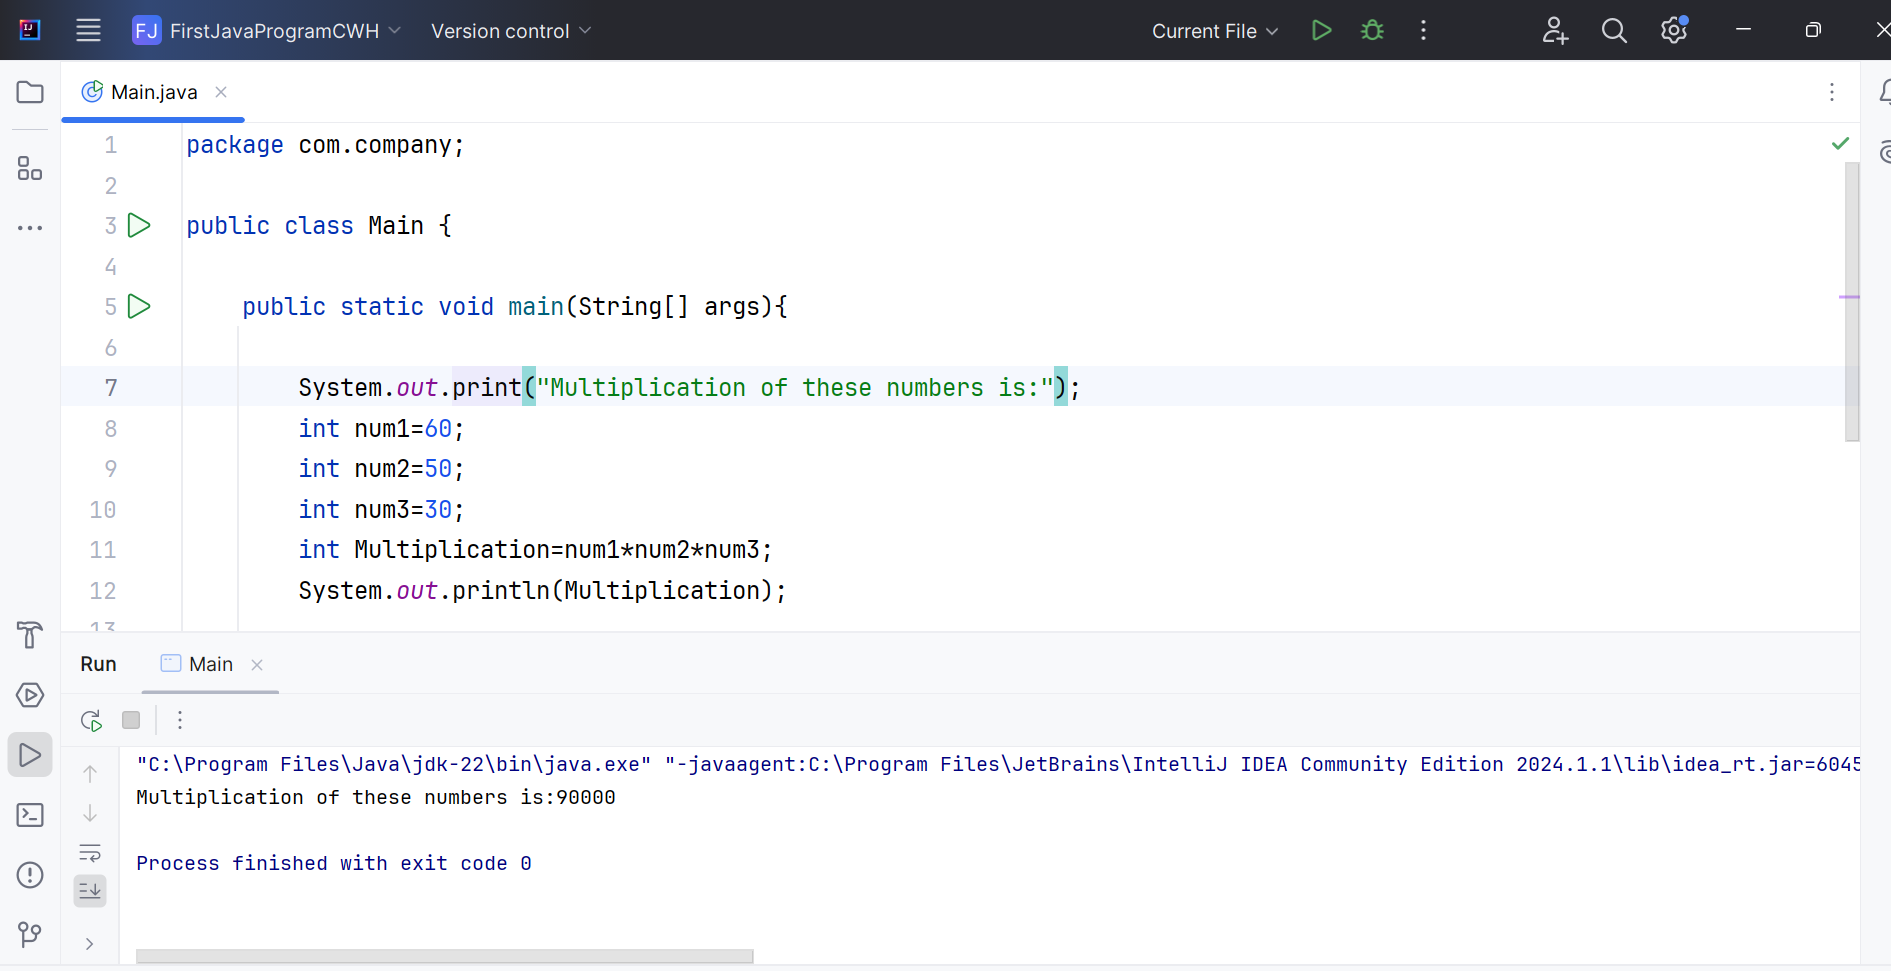 FJ FirstJavaProgramCWH Version control Current File
Main.java
1 package com.company;
2
3 public class Main {
4
5 public static void main(String[] args){
6
7 System.out.print("Multiplication of these numbers is:");
8 int num1=60;
9 int num2=50;
10 int num3=30;
11 int Multiplication=num1*num2*num3;
12 System.out.println(Multiplication);
13
Run Main
"C:\Program Files\Java\jdk-22\bin\java.exe" "-javaagent:C:\Program Files\JetBrains\IntelliJ IDEA Community Edition 2024.1.1\lib\idea_rt.jar=6045
Multiplication of these numbers is:90000
Process finished with exit code 0